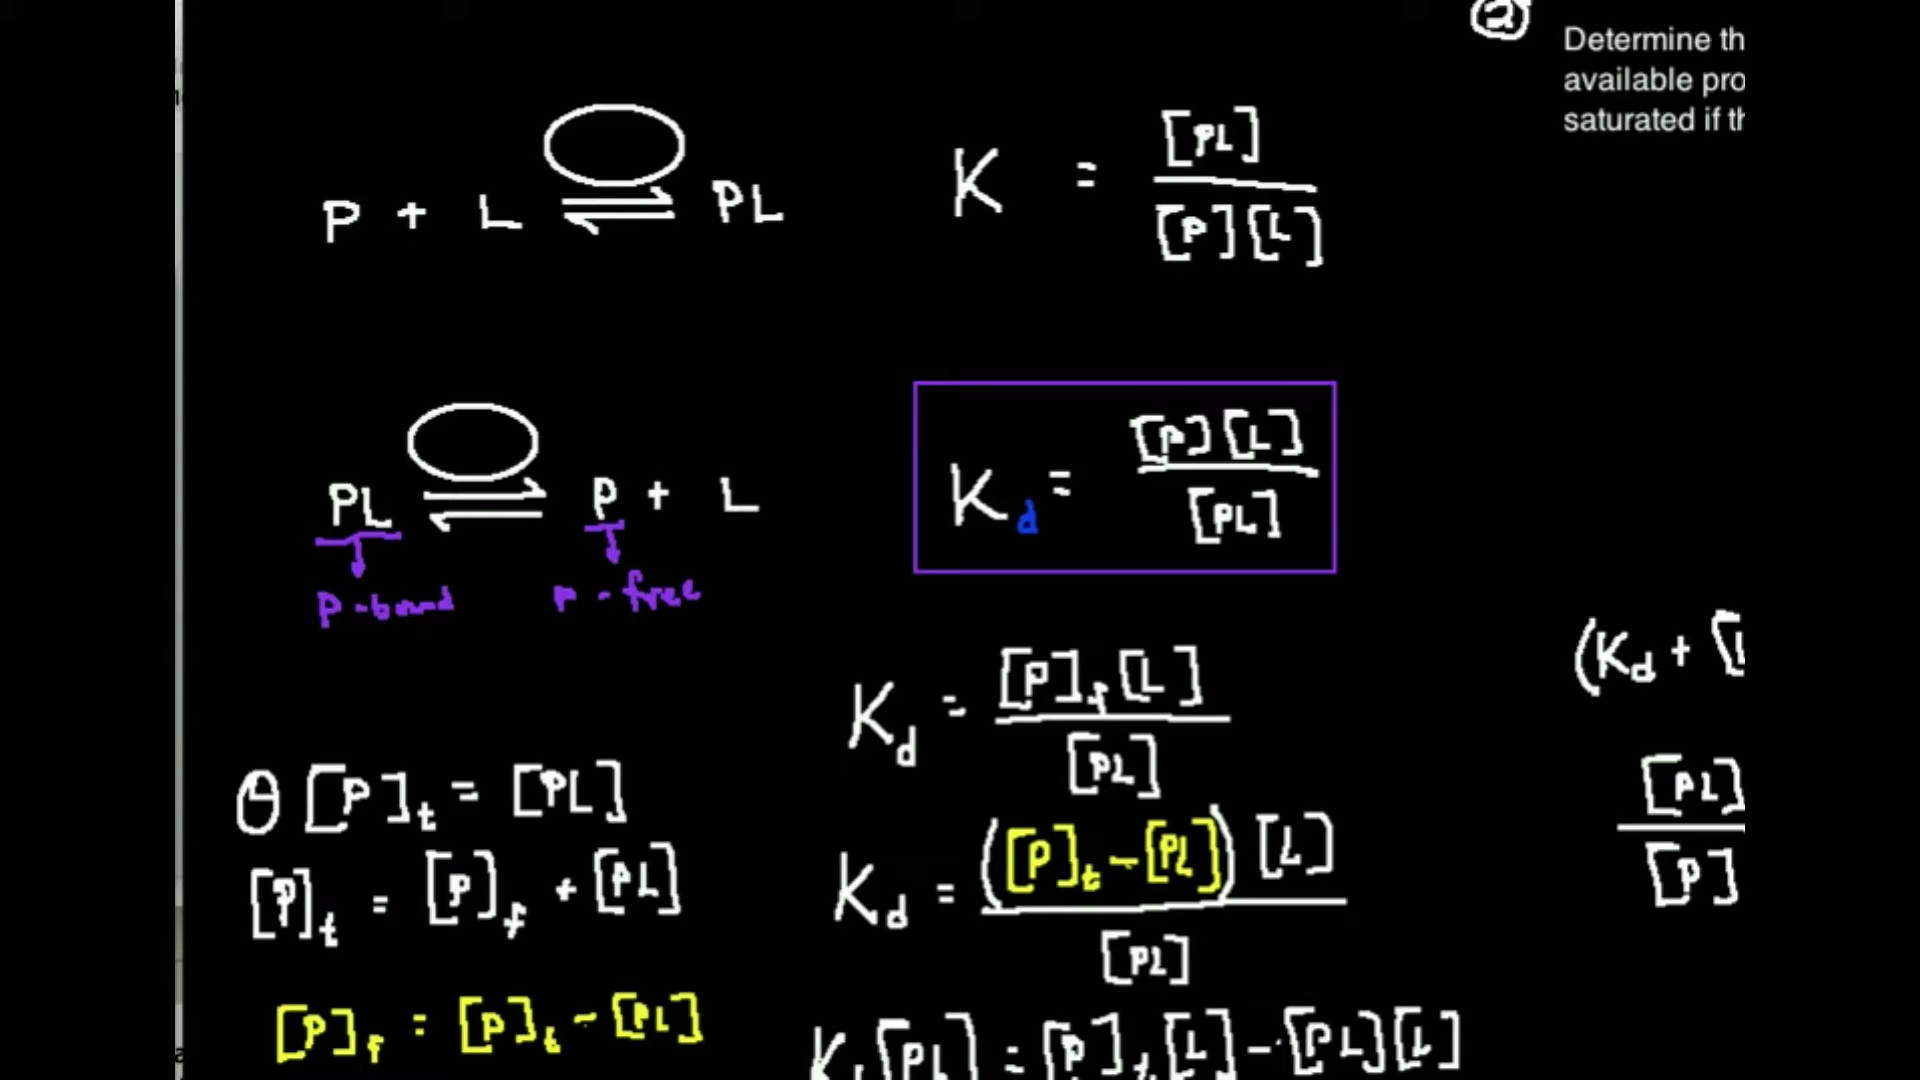 ② Determine th
available pro
saturated if th
P + L ⇌ PL
K = [PL] / [P][L]
PL ⇌ P + L
P-bound P-free
K_d = [P][L] / [PL]
K_d = [P]_f [L] / [PL]
θ [P]_t = [PL]
[P]_t = [P]_f + [PL]
[P]_f = [P]_t - [PL]
K_d = ([P]_t - [PL]) [L] / [PL]
K_d [PL] = [P]_t [L] - [PL][L]
(K_d + [
[PL] / [P]